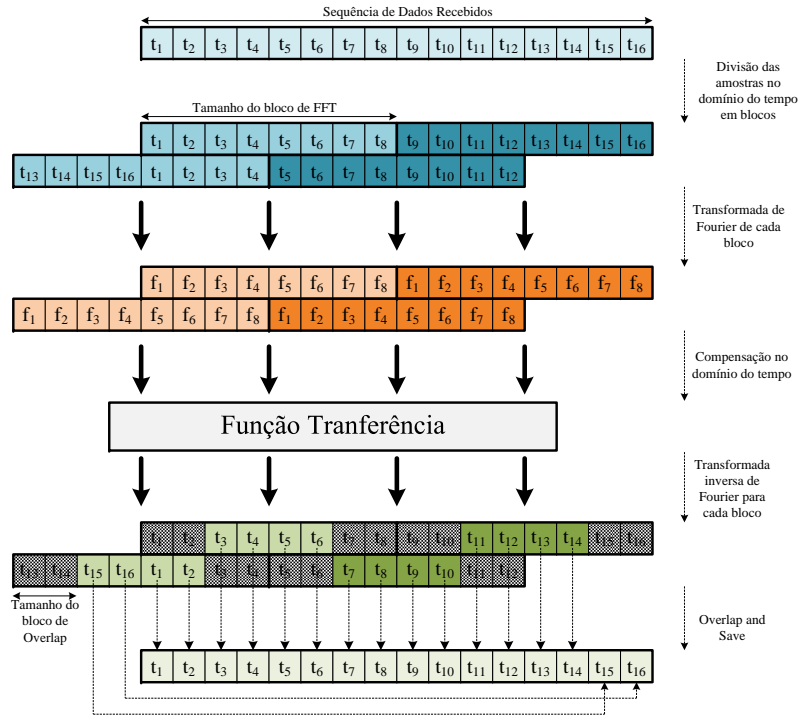 Sequência de Dados Recebidos
t1 t2 t3 t4 t5 t6 t7 t8 t9 t10 t11 t12 t13 t14 t15 t16
Divisão das
amostras no
domínio do tempo
em blocos
Tamanho do bloco de FFT
t1 t2 t3 t4 t5 t6 t7 t8 t9 t10 t11 t12 t13 t14 t15 t16
t13 t14 t15 t16 t1 t2 t3 t4 t5 t6 t7 t8 t9 t10 t11 t12
Transformada de
Fourier de cada
bloco
f1 f2 f3 f4 f5 f6 f7 f8 f1 f2 f3 f4 f5 f6 f7 f8
f1 f2 f3 f4 f5 f6 f7 f8 f1 f2 f3 f4 f5 f6 f7 f8
Compensação no
domínio do tempo
Função Tranferência
Transformada
inversa de
Fourier para
cada bloco
t1 t2 t3 t4 t5 t6 t7 t8 t9 t10 t11 t12 t13 t14 t15 t16
t13 t14 t15 t16 t1 t2 t3 t4 t5 t6 t7 t8 t9 t10 t11 t12
Tamanho do
bloco de
Overlap
Overlap and
Save
t1 t2 t3 t4 t5 t6 t7 t8 t9 t10 t11 t12 t13 t14 t15 t16